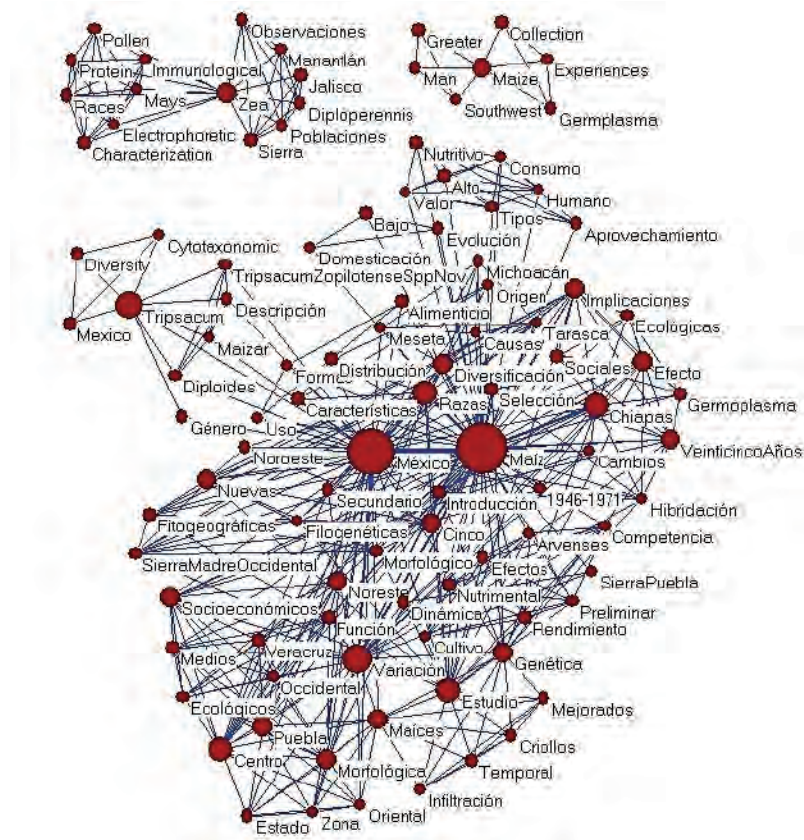 Pollen
Observaciones
Greater
Collection
Protein
Immunological
Manantlán
Man
Maize
Experiences
Races
Mays
Zea
Jalisco
Diploperennis
Southwest
Electrophoretic
Poblaciones
Germplasma
Characterization
Sierra
Nutritivo
Consumo
Alto
Humano
Valor
Tipos
Bajo
Aprovechamiento
Cytotaxonomic
Domesticación
Evolución
Diversity
TripsacumZopilotenseSppNov
Michoacán
Mexico
Tripsacum
Descripción
Alimenticio
Origen
Implicaciones
Meseta
Causas
Tarasca
Ecológicas
Maizar
Diploides
Formas
Distribución
Diversificación
Sociales
Efecto
Género
Uso
Características
Razas
Selección
Chiapas
Germoplasma
Noroeste
México
Maíz
Cambios
VeinticircoAños
Nuevas
Secundario
Introducción
1946-1971
Hibridación
Fitogeográficas
Filogenéticas
Cinco
Arvenses
Competencia
SierraMadreOccidental
Morfológico
Efectos
SierraPuebla
Socioeconómicos
Noreste
Nutrimental
Dinámica
Preliminar
Función
Rendimiento
Medios
Veracruz
Variación
Cultivo
Genética
Ecológicos
Occidental
Estudio
Mejorados
Puebla
Maíces
Criollos
Centro
Morfológica
Temporal
Infiltración
Estado
Zona
Oriental